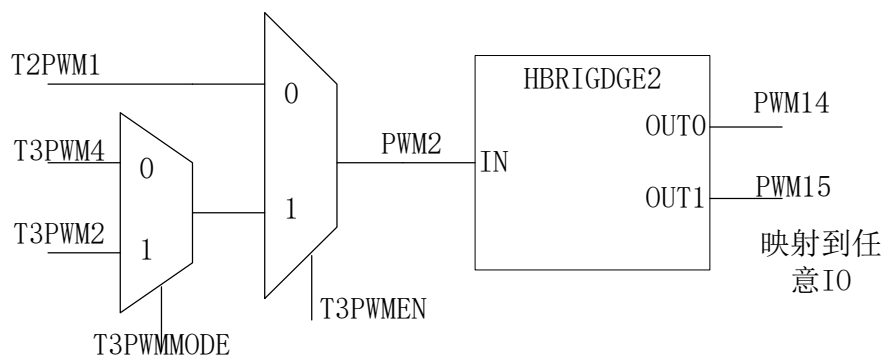 T2PWM1
0
HBRIGDGE2
PWM14
OUT0
T3PWM4
0
PWM2
IN
PWM15
OUT1
1
T3PWM2
1
映射到任
意IO
T3PWMEN
T3PWMMODE